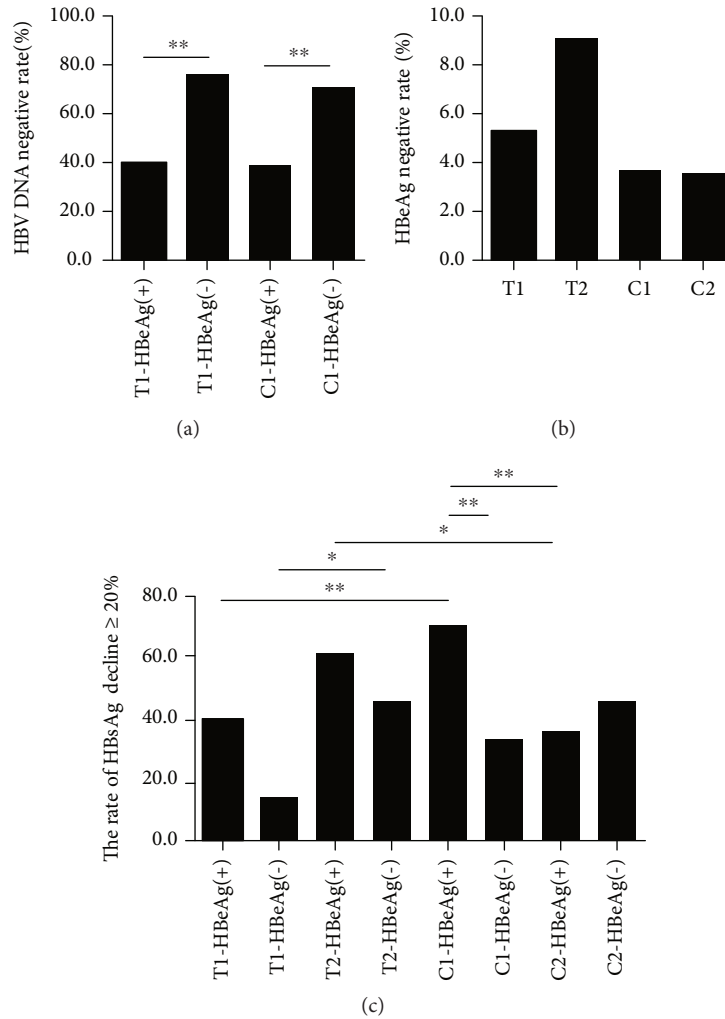 HBV DNA negative rate(%)
100.0
80.0
60.0
40.0
20.0
0.0
**
**
T1-HBeAg(+)
T1-HBeAg(-)
C1-HBeAg(+)
C1-HBeAg(-)
(a)
HBeAg negative rate (%)
10.0
8.0
6.0
4.0
2.0
0.0
T1
T2
C1
C2
(b)
**
**
*
*
**
The rate of HBsAg decline ≥ 20%
80.0
60.0
40.0
20.0
0.0
T1-HBeAg(+)
T1-HBeAg(-)
T2-HBeAg(+)
T2-HBeAg(-)
C1-HBeAg(+)
C1-HBeAg(-)
C2-HBeAg(+)
C2-HBeAg(-)
(c)